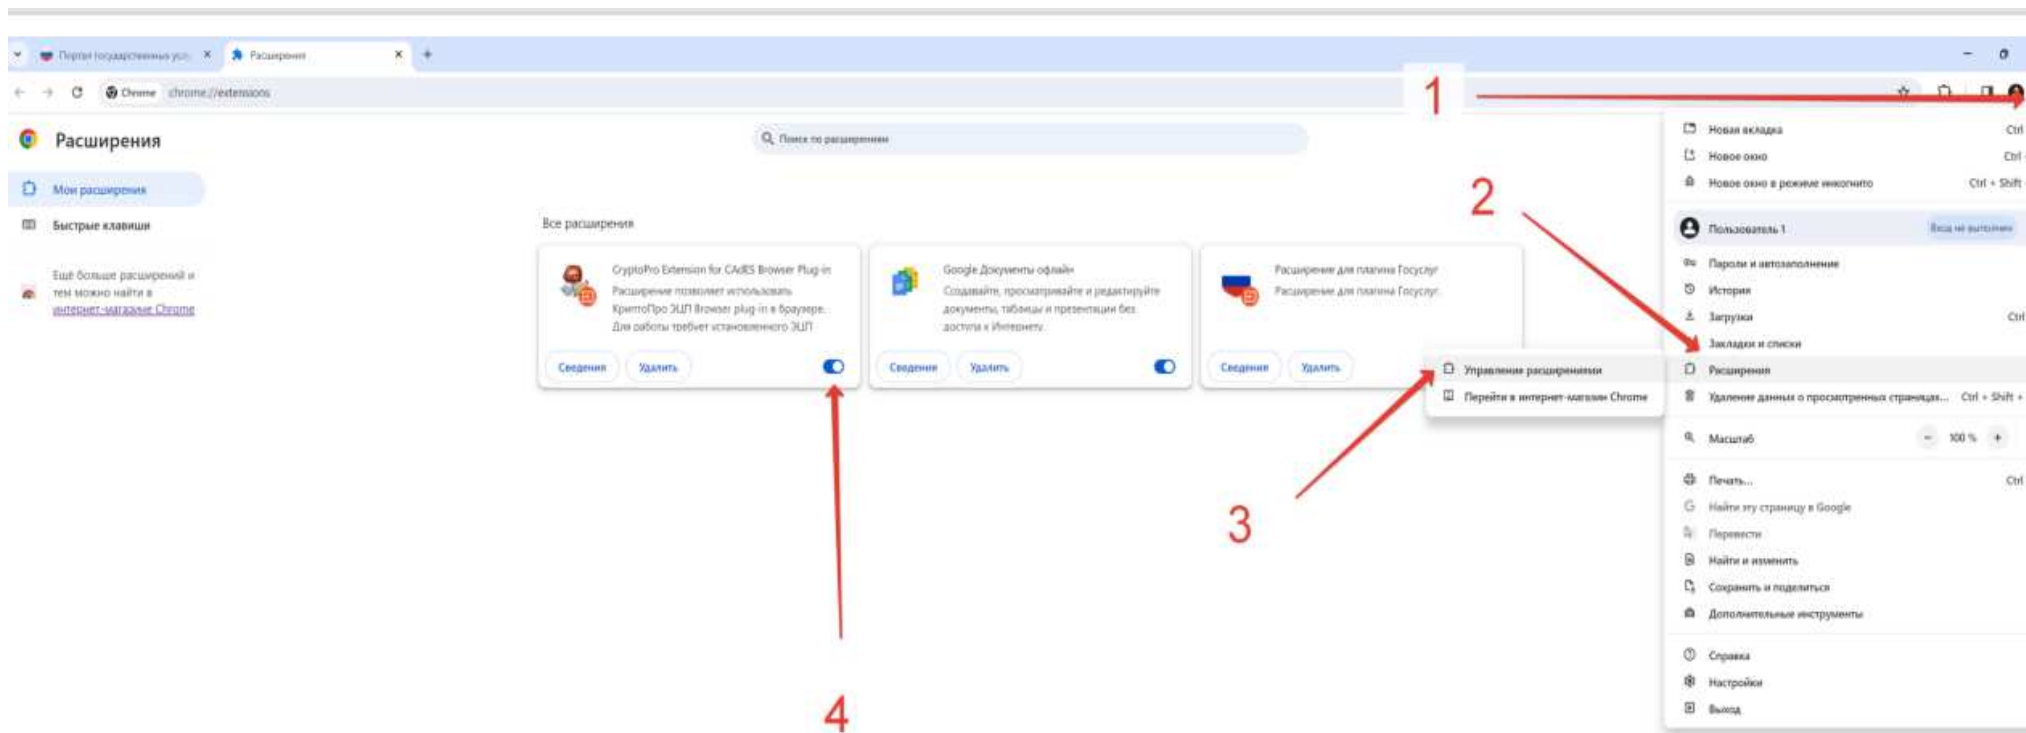 Портал государственных услу
Расширения
Chrome
chrome://extensions
1
Расширения
Поиск по расширениям
Мои расширения
Быстрые клавиши
Ещё больше расширений и
тем можно найти в
интернет-магазине Chrome
Все расширения
CryptoPro Extension for CAdES Browser Plug-in
Расширение позволяет использовать
КриптоПро ЭЦП Browser plug-in в браузере.
Для работы требует установленного ЭЦП
Сведения
Удалить
Google Документы офлайн
Создавайте, просматривайте и редактируйте
документы, таблицы и презентации без
доступа к Интернету.
Сведения
Удалить
Расширение для плагина Госуслуг
Расширение для плагина Госуслуг.
Сведения
Удалить
2
3
4
Управление расширениями
Перейти в интернет-магазин Chrome
Новая вкладка Ctrl
Новое окно Ctrl
Новое окно в режиме инкогнито Ctrl + Shift
Пользователь 1 Вход не выполнен
Пароли и автозаполнение
История
Загрузки Ctrl
Закладки и списки
Расширения
Удаление данных о просмотренных страницах... Ctrl + Shift +
Масштаб − 100 % +
Печать... Ctrl
Найти эту страницу в Google
Перевести
Найти и изменить
Сохранить и поделиться
Дополнительные инструменты
Справка
Настройки
Выход